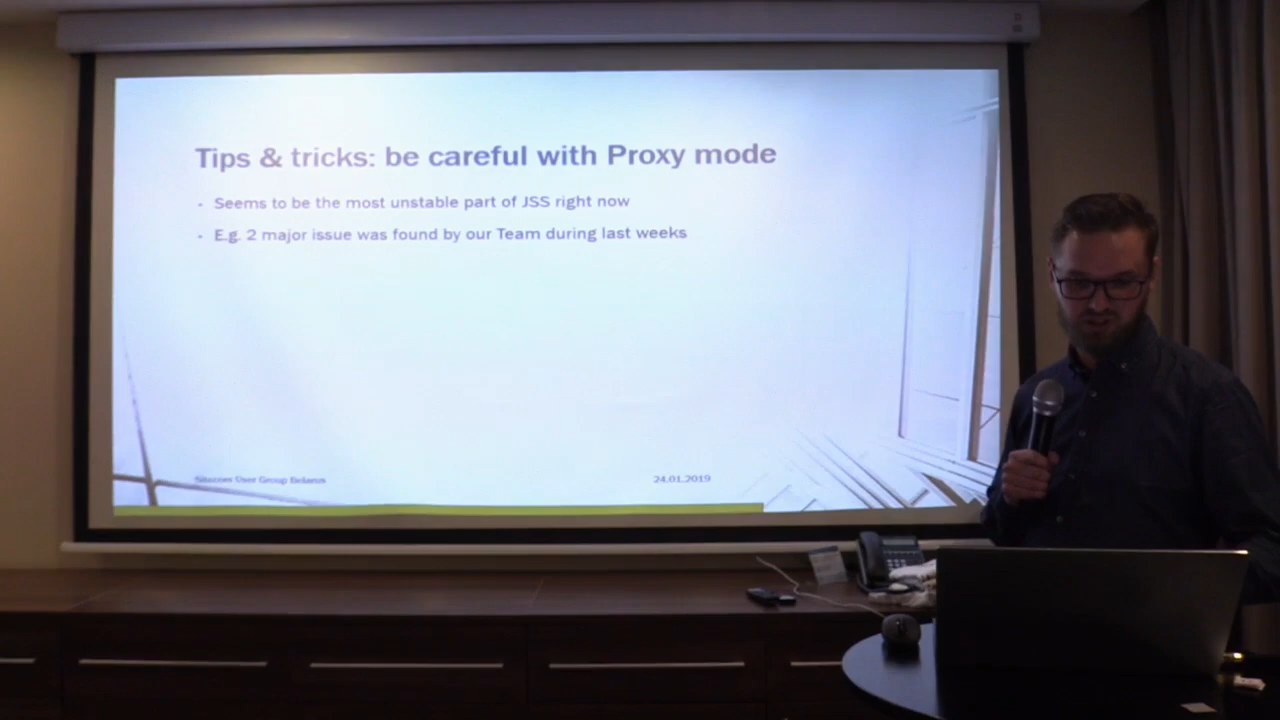 Tips & tricks: be careful with Proxy mode
- Seems to be the most unstable part of JSS right now
- E.g. 2 major issue was found by our Team during last weeks
Sitecore User Group Belarus
24.01.2019